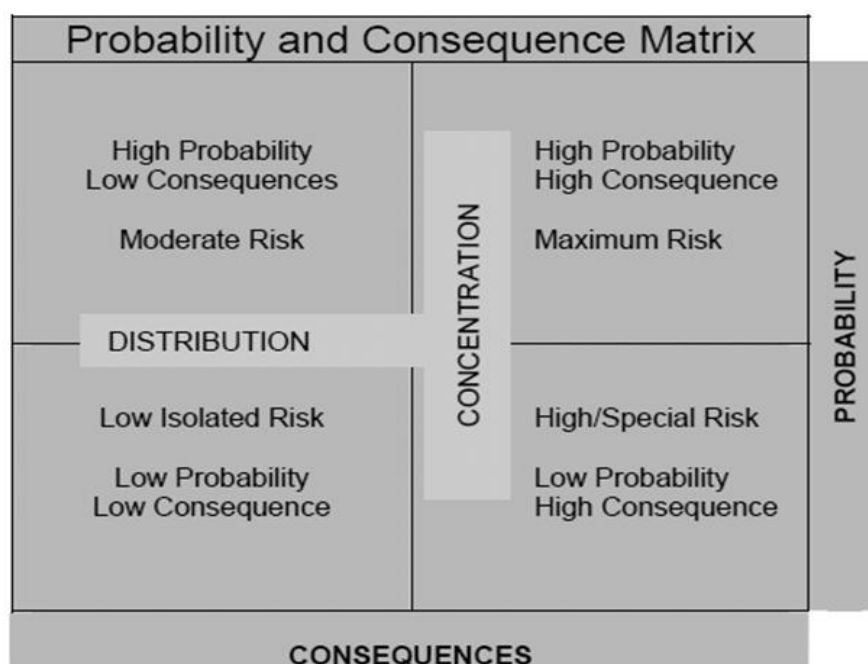 Probability and Consequence Matrix
High Probability
Low Consequences
Moderate Risk
High Probability
High Consequence
Maximum Risk
DISTRIBUTION
CONCENTRATION
PROBABILITY
Low Isolated Risk
Low Probability
Low Consequence
High/Special Risk
Low Probability
High Consequence
CONSEQUENCES